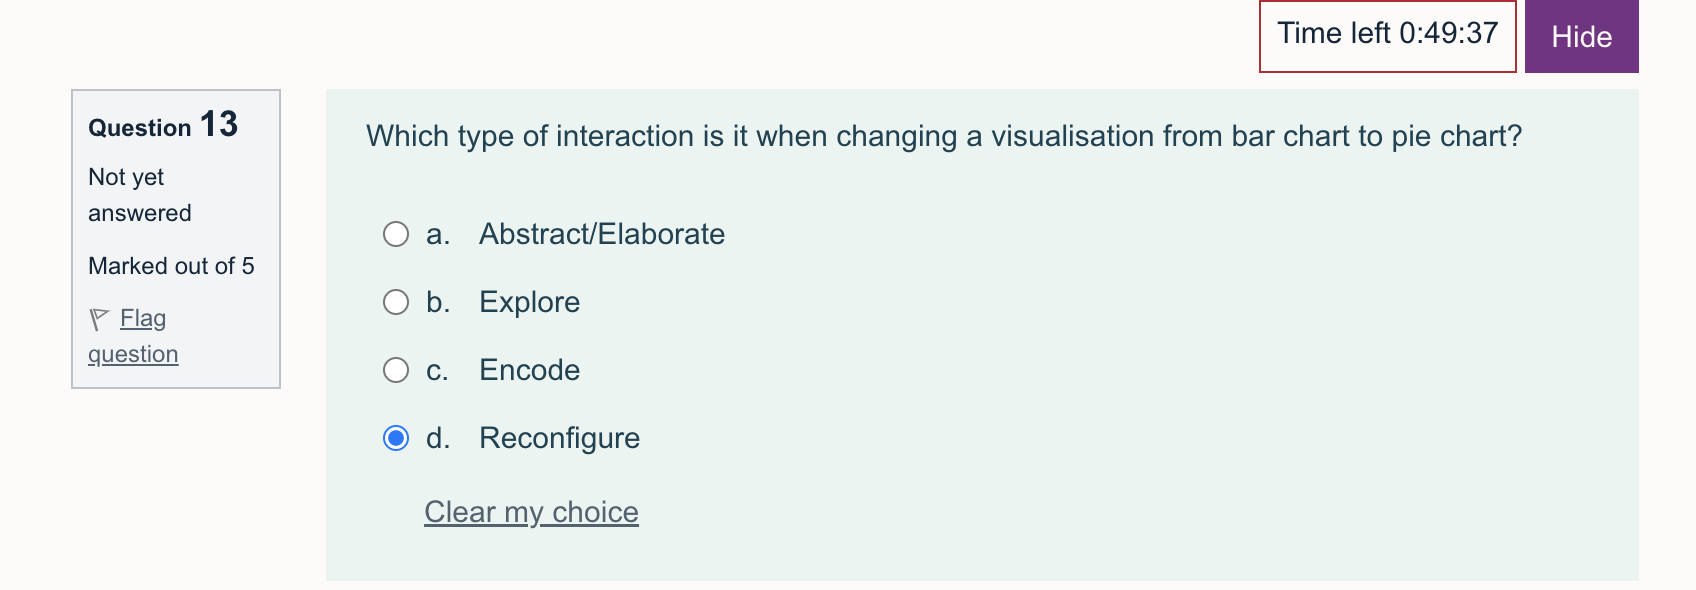 Time left 0:49:37
Hide
Question 13
Not yet
answered
Marked out of 5
Flag
question
Which type of interaction is it when changing a visualisation from bar chart to pie chart?
a. Abstract/Elaborate
b. Explore
c. Encode
d. Reconfigure
Clear my choice